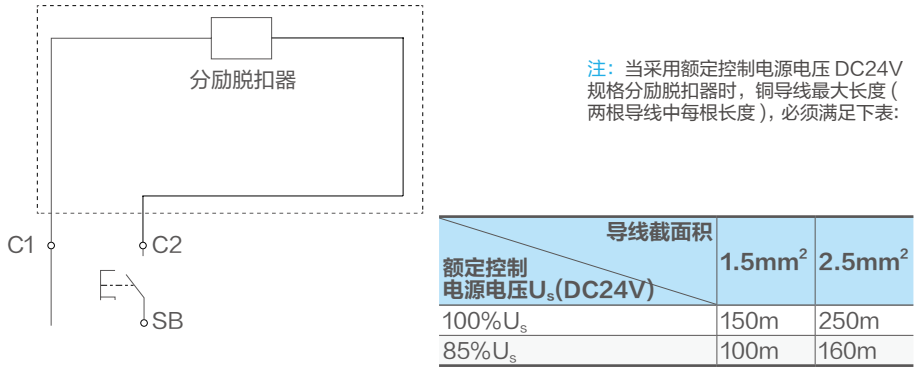 分励脱扣器
C1
C2
SB
注：当采用额定控制电源电压 DC24V
规格分励脱扣器时，铜导线最大长度 (
两根导线中每根长度 ), 必须满足下表:
导线截面积
额定控制
电源电压Uₛ(DC24V)
1.5mm² 2.5mm²
100%Uₛ 150m 250m
85%Uₛ 100m 160m